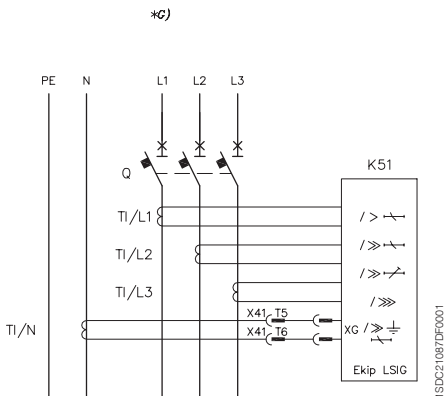 *G)
PE N L1 L2 L3
K51
Q
TI/L1
I>
TI/L2
I≫
TI/L3
I≫
I⋙
X41 T5
TI/N
X41 T6
XG I≫
Ekip LSIG
1SDC21087DF0001